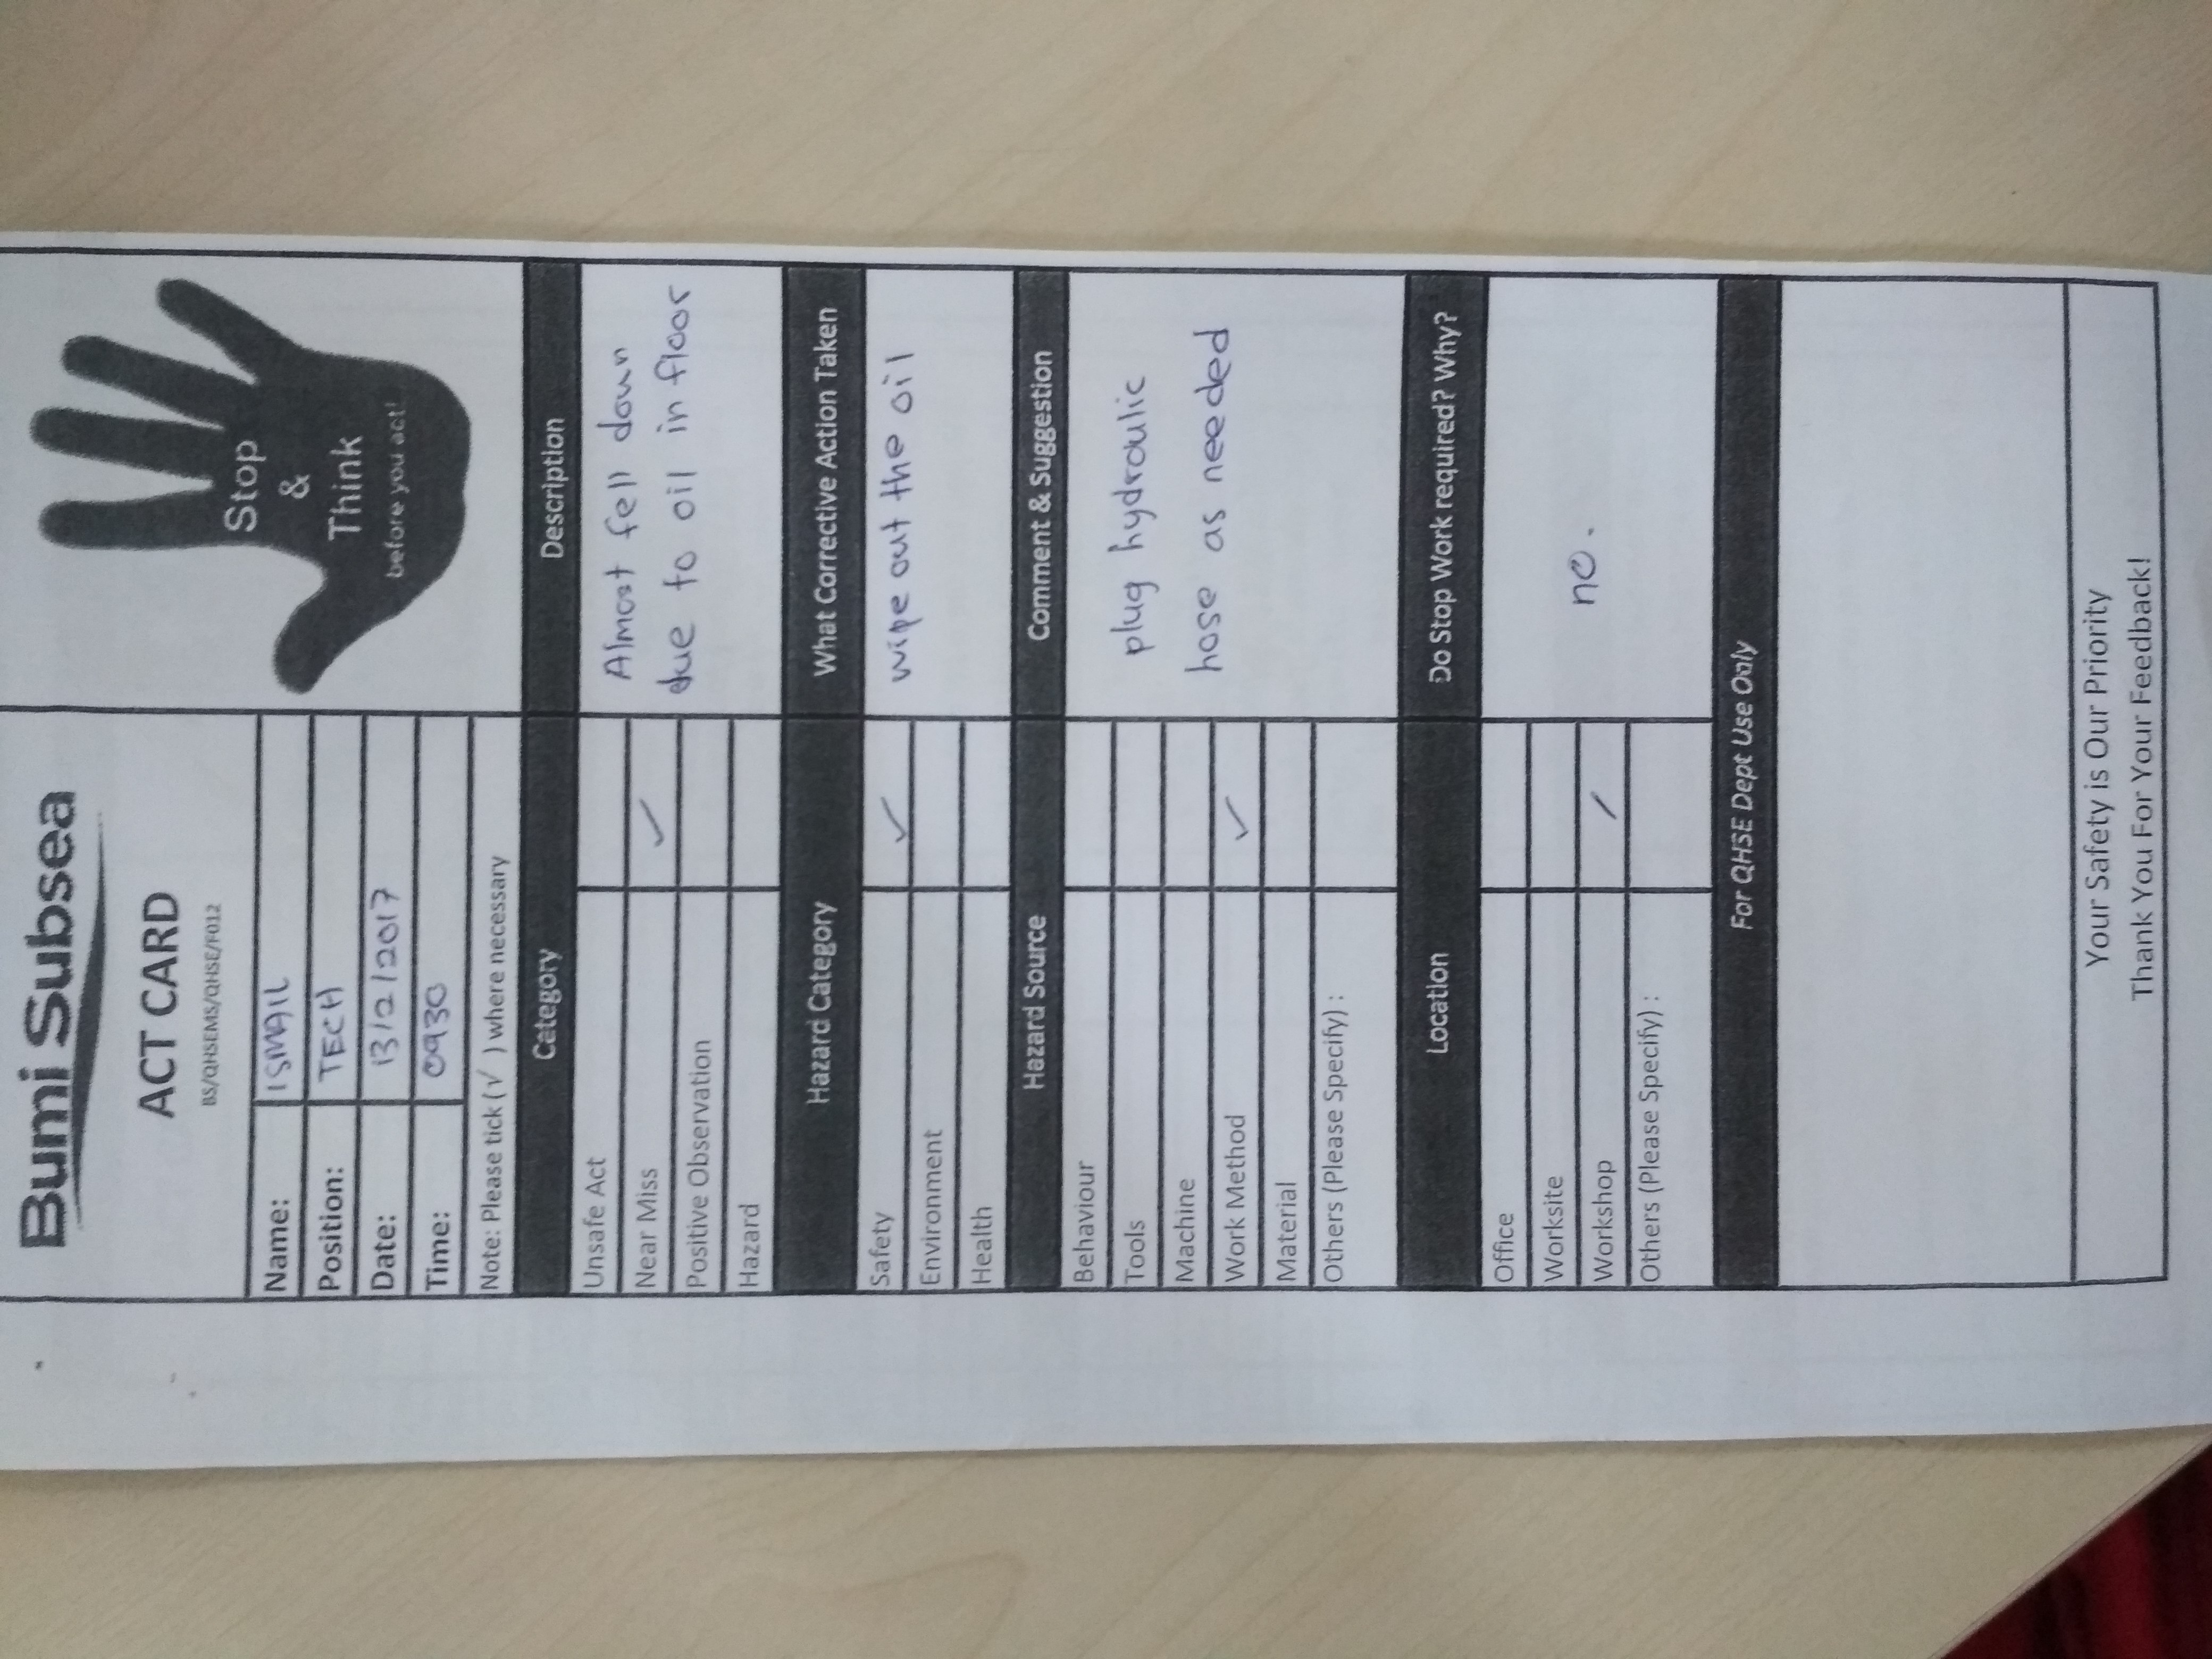 Bumi Subsea
ACT CARD
BS/QHSEMS/QHSE/F012
Stop
&
Think
before you act!
Name: ISMAIL
Position: TECH
Date: 13/2/2017
Time: 0930
Note: Please tick (√ ) where necessary
Category Description
Unsafe Act
Near Miss ✓
Positive Observation
Hazard
Almost fell down
due to oil in floor
Hazard Category What Corrective Action Taken
Safety ✓
Environment
Health
wipe out the oil
Hazard Source Comment & Suggestion
Behaviour
Tools
Machine
Work Method ✓
Material
Others (Please Specify) :
plug hydroulic
hose as needed
Location Do Stop Work required? Why?
Office
Worksite
Workshop /
Others (Please Specify) :
no.
For QHSE Dept Use Only
Your Safety is Our Priority
Thank You For Your Feedback!